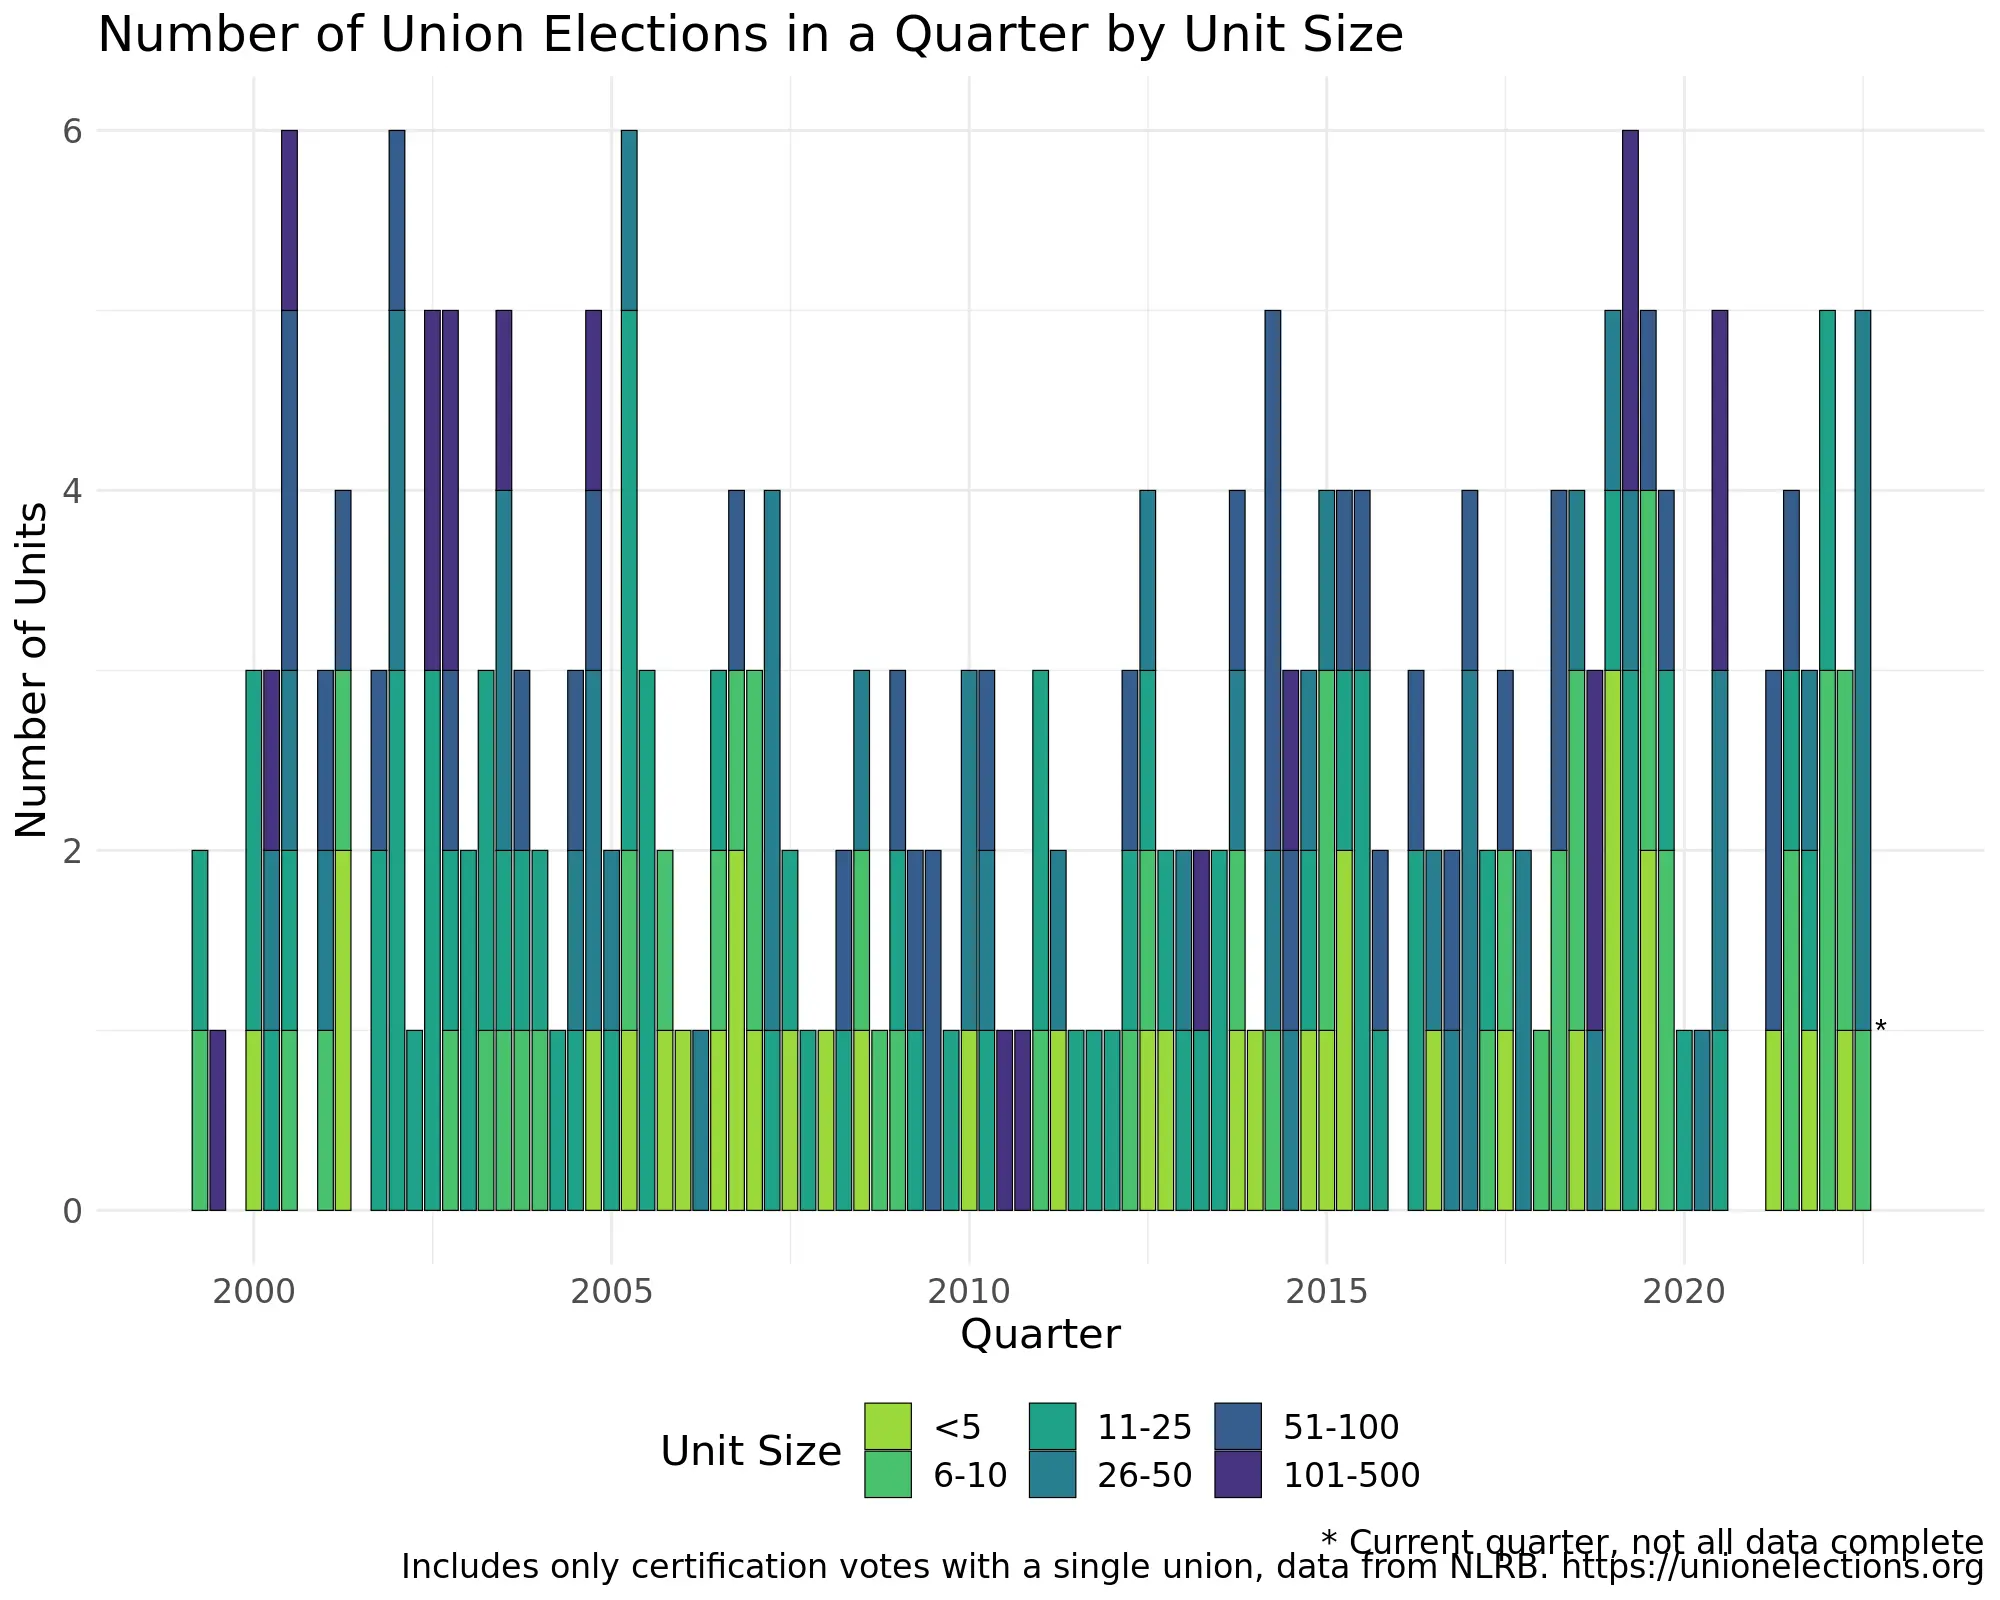 Number of Union Elections in a Quarter by Unit Size
Number of Units
6
4
2
0
*
2000 2005 2010 2015 2020
Quarter
Unit Size
<5 11-25 51-100
6-10 26-50 101-500
* Current quarter, not all data complete
Includes only certification votes with a single union, data from NLRB. https://unionelections.org